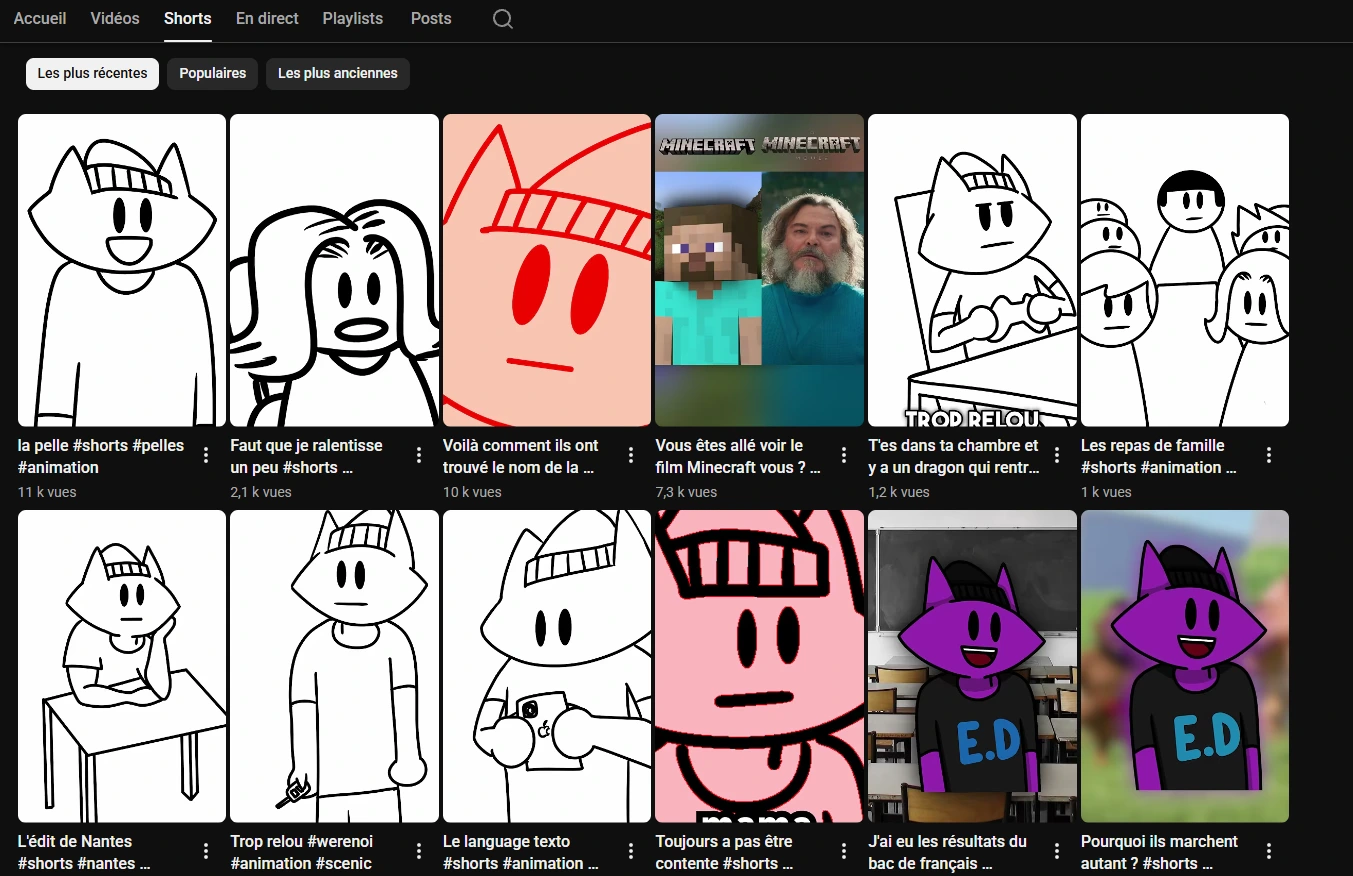 Accueil Vidéos Shorts En direct Playlists Posts
Les plus récentes Populaires Les plus anciennes
MINECRAFT MINECRAFT
TROP RELOU
la pelle #shorts #pelles
#animation
11 k vues
Faut que je ralentisse
un peu #shorts ...
2,1 k vues
Voilà comment ils ont
trouvé le nom de la ...
10 k vues
Vous êtes allé voir le
film Minecraft vous ? ...
7,3 k vues
T'es dans ta chambre et
y a un dragon qui rentr...
1,2 k vues
Les repas de famille
#shorts #animation ...
1 k vues
mama
E.D
E.D
L'édit de Nantes
#shorts #nantes ...
Trop relou #werenoi
#animation #scenic
Le language texto
#shorts #animation ...
Toujours a pas être
contente #shorts ...
J'ai eu les résultats du
bac de français ...
Pourquoi ils marchent
autant ? #shorts ...